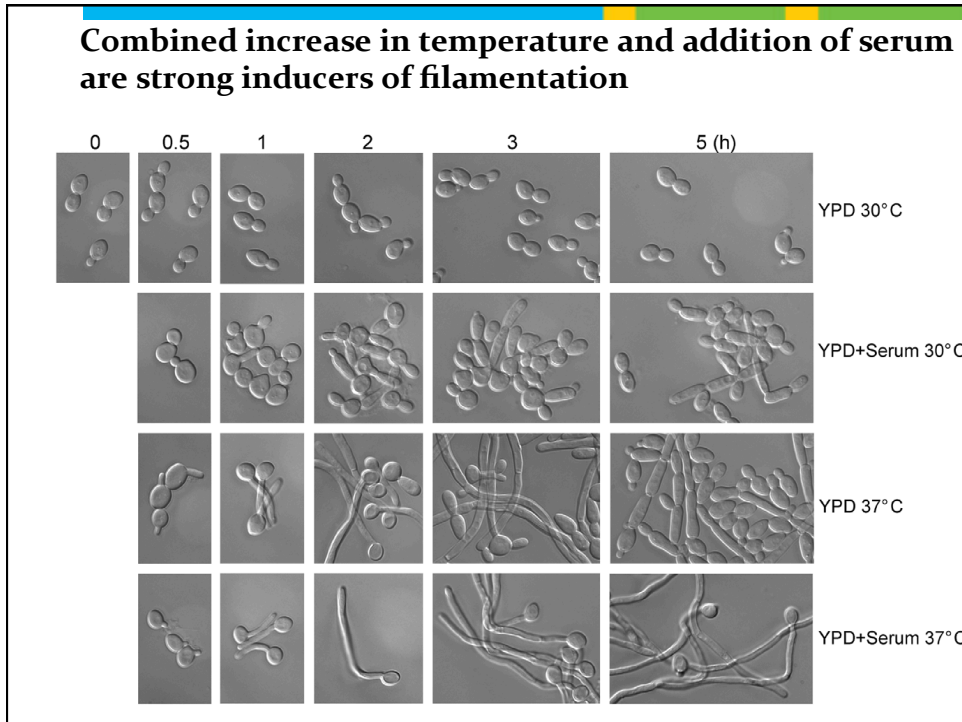 Combined increase in temperature and addition of serum
are strong inducers of filamentation
0 0.5 1 2 3 5 (h)
YPD 30°C
YPD+Serum 30°C
YPD 37°C
YPD+Serum 37°C